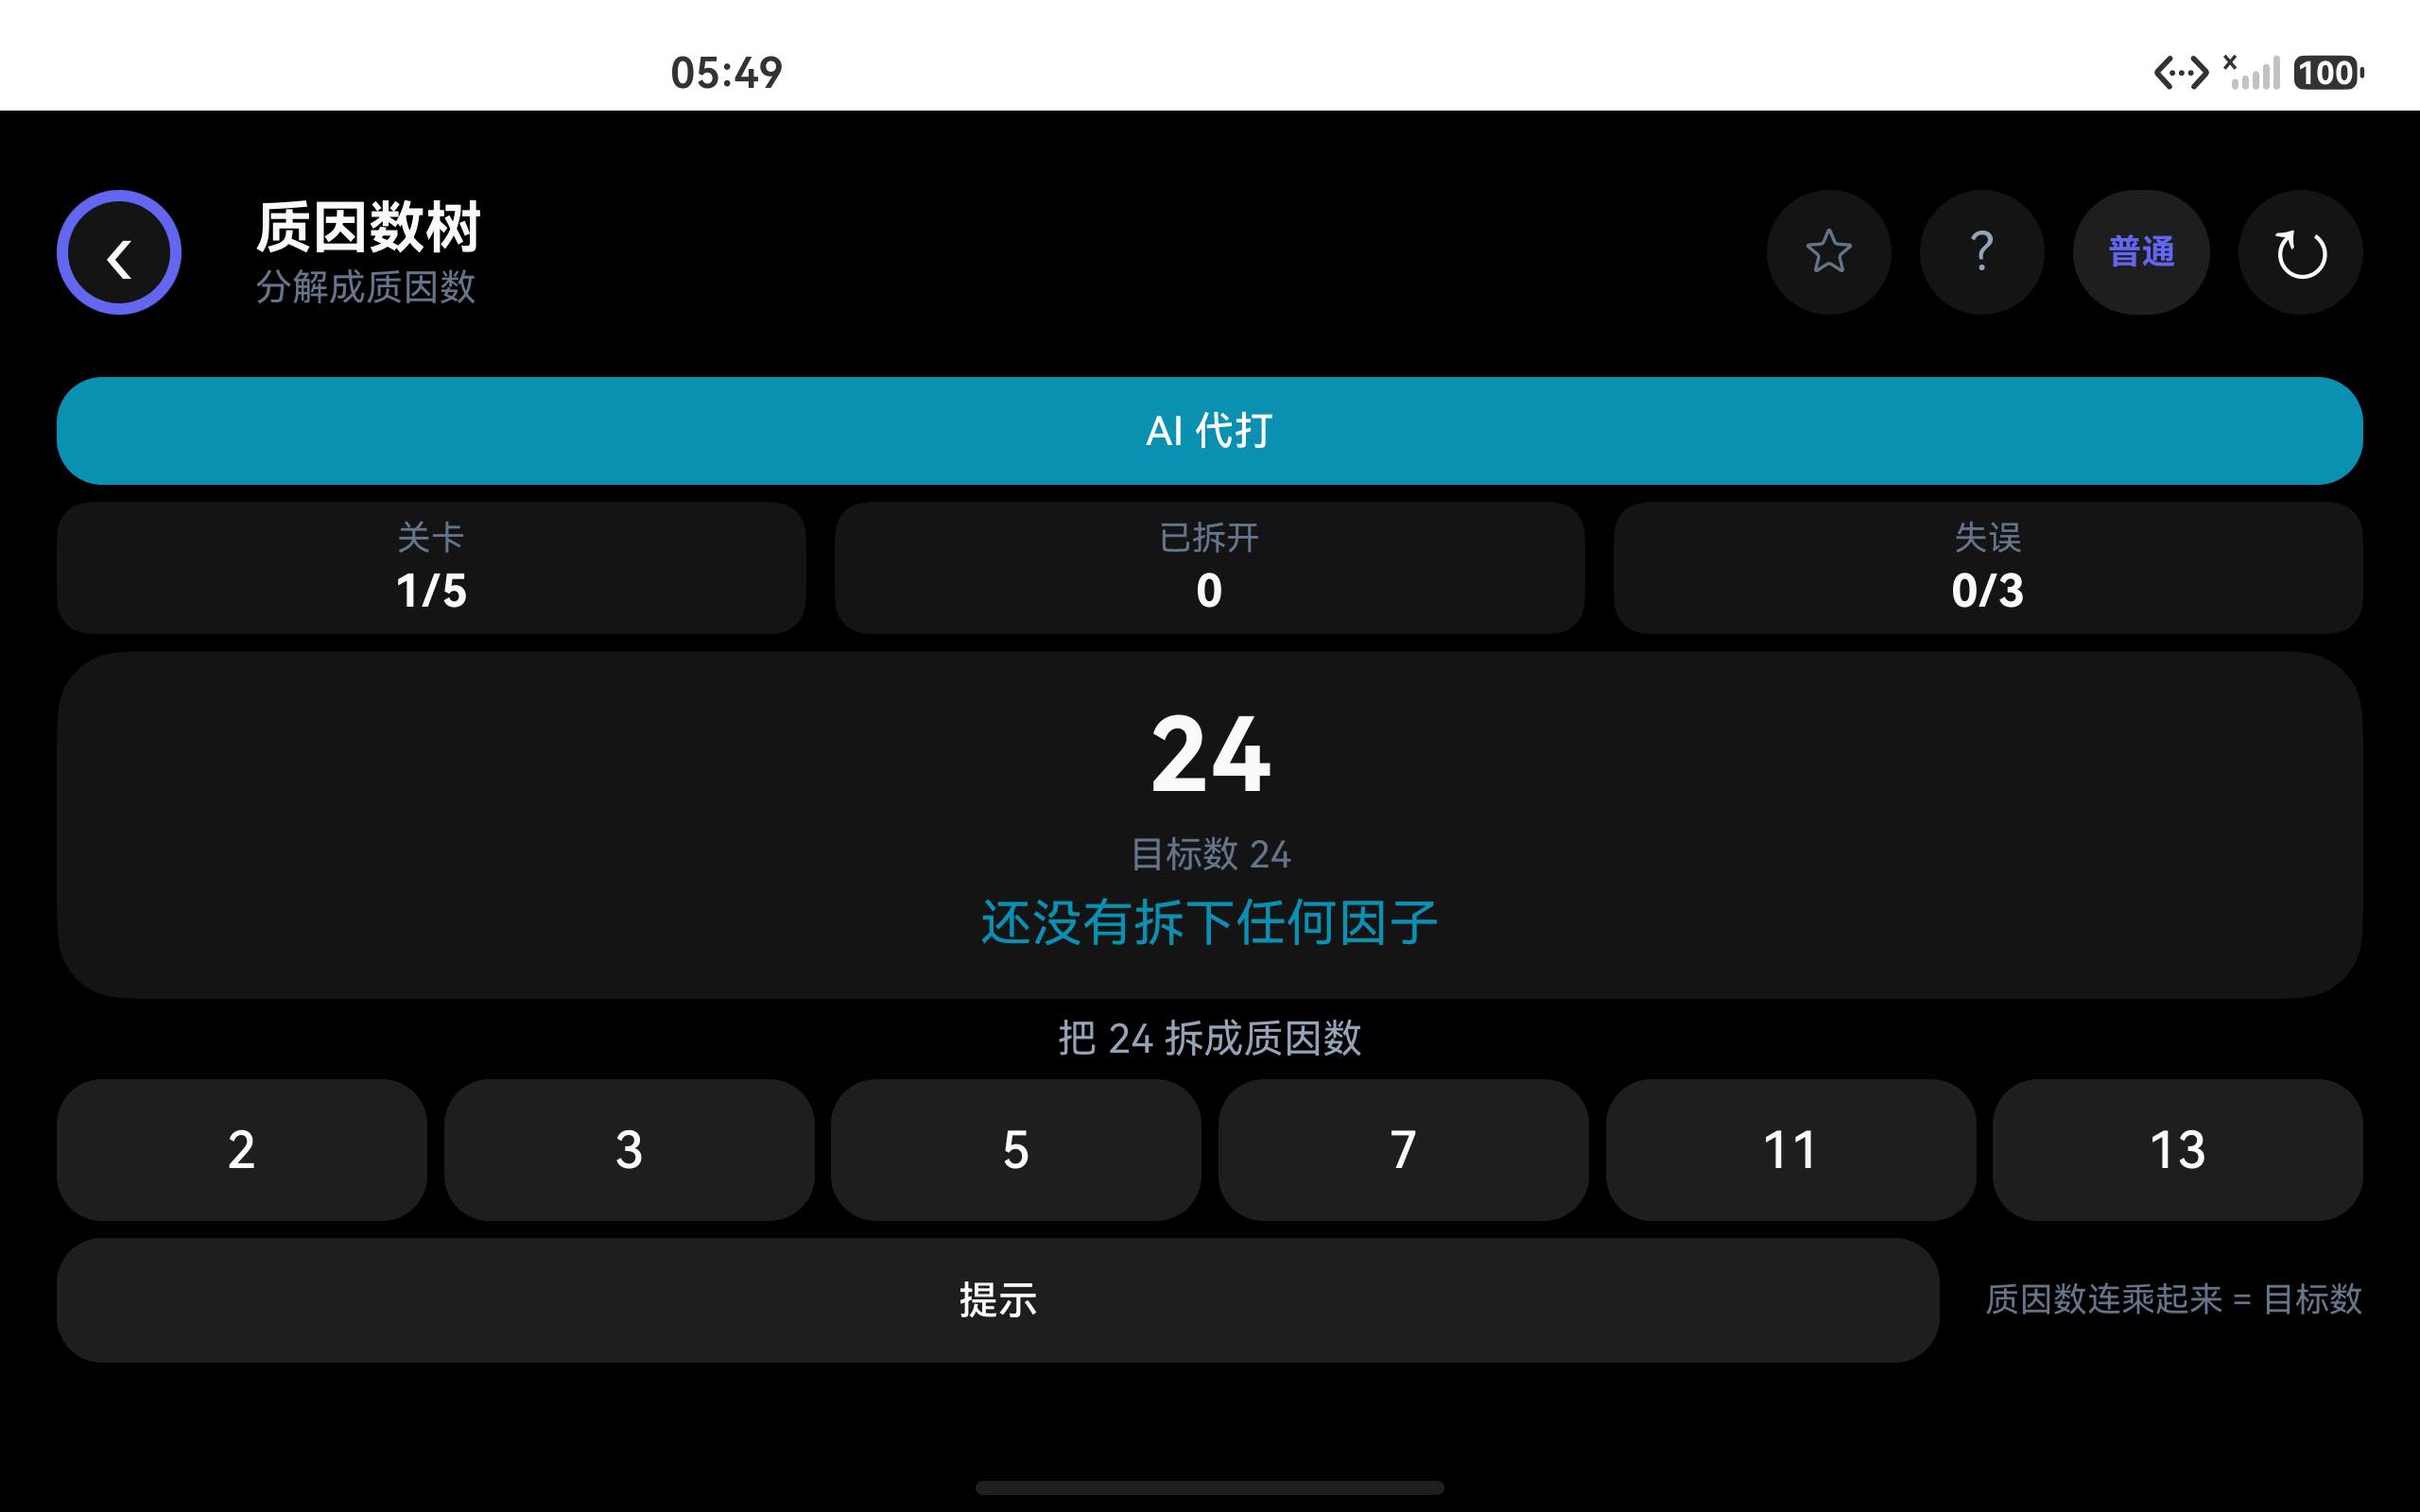 05:49
100
质因数树
分解成质因数
?
普通
AI 代打
关卡
1/5
已拆开
0
失误
0/3
24
目标数 24
还没有拆下任何因子
把 24 拆成质因数
2
3
5
7
11
13
提示
质因数连乘起来 = 目标数